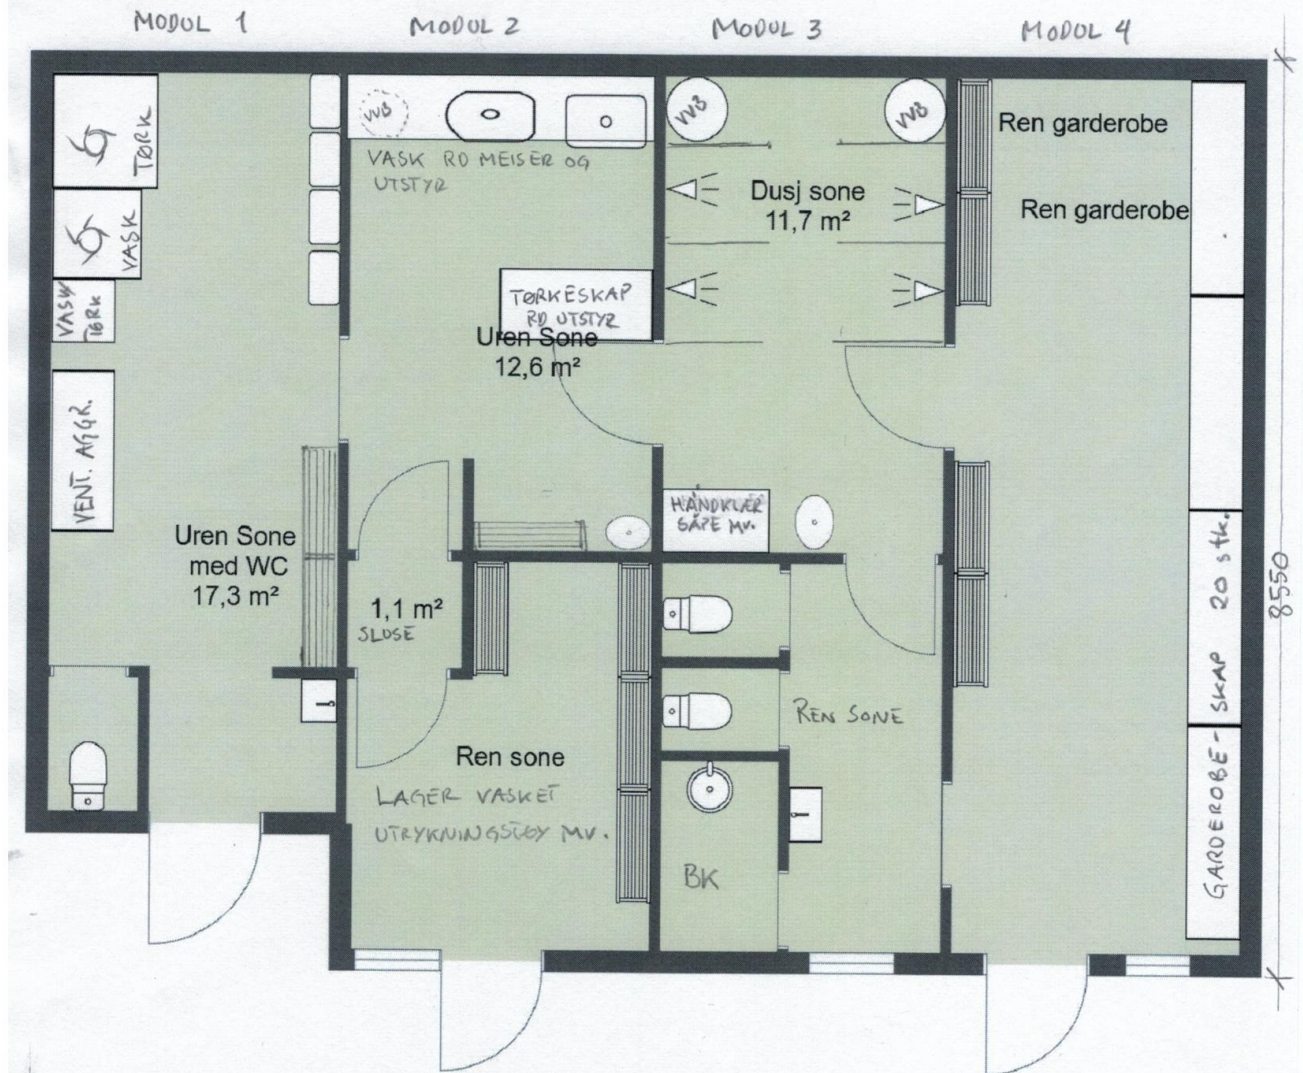 MODUL 1
MODUL 2
MODUL 3
MODUL 4
TØRK
VASK
VASK
TØRK
VENT. AGGR.
Uren Sone
med WC
17,3 m²
VVB
VASK RD MEISER OG
UTSTYR
TØRKESKAP
RD UTSTYR
Uren Sone
12,6 m²
1,1 m²
SLUSE
Ren sone
LAGER VASKET
UTRYKNINGSTØY MV.
VVB
VVB
Dusj sone
11,7 m²
HÅNDKLÆR
SÅPE MV.
REN SONE
BK
Ren garderobe
Ren garderobe
GARDEROBE-SKAP 20 stk.
8550